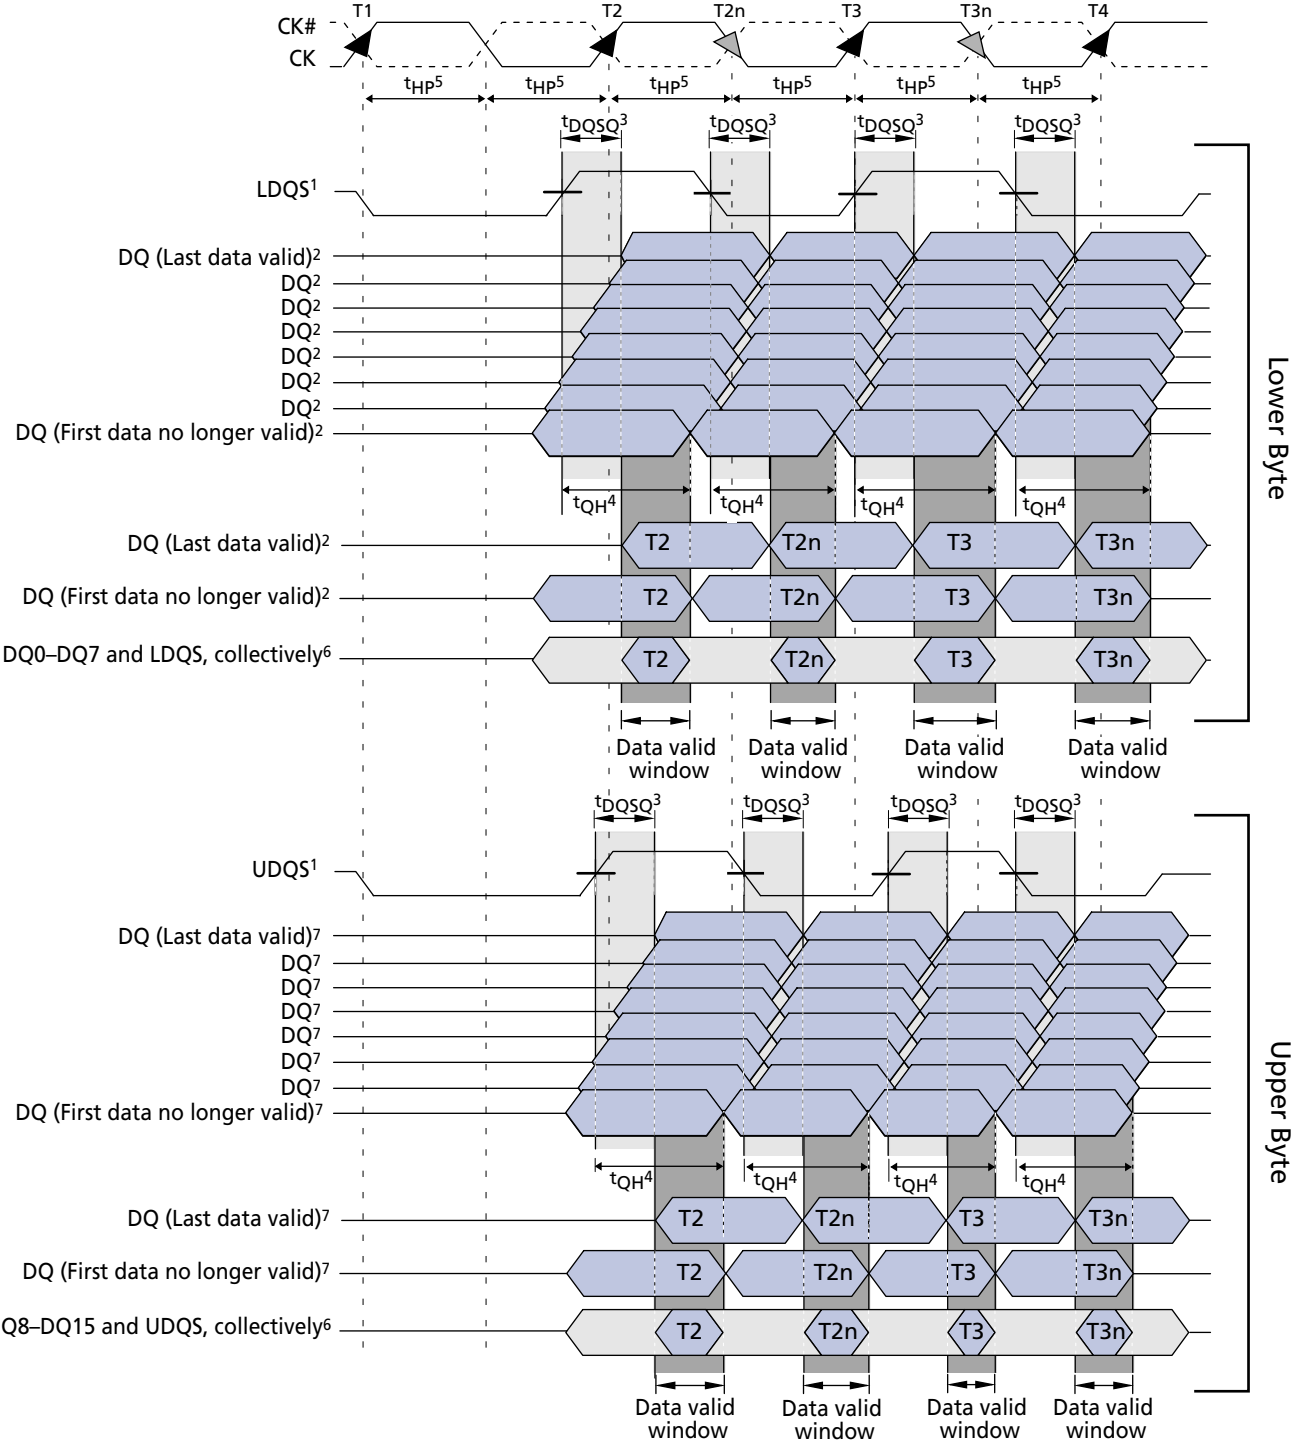 T1 T2 T2n T3 T3n T4
CK#
CK
tHP5 tHP5 tHP5 tHP5 tHP5 tHP5
tDQSQ3 tDQSQ3 tDQSQ3 tDQSQ3
LDQS1
DQ (Last data valid)2
DQ2
DQ2
DQ2
DQ2
DQ2
DQ2
DQ (First data no longer valid)2
Lower Byte
tQH4 tQH4 tQH4 tQH4
DQ (Last data valid)2 T2 T2n T3 T3n
DQ (First data no longer valid)2 T2 T2n T3 T3n
DQ0–DQ7 and LDQS, collectively6 T2 T2n T3 T3n
Data valid Data valid Data valid Data valid
window window window window
tDQSQ3 tDQSQ3 tDQSQ3 tDQSQ3
UDQS1
DQ (Last data valid)7
DQ7
DQ7
DQ7
DQ7
DQ7
DQ7
DQ (First data no longer valid)7
Upper Byte
tQH4 tQH4 tQH4 tQH4
DQ (Last data valid)7 T2 T2n T3 T3n
DQ (First data no longer valid)7 T2 T2n T3 T3n
Q8–DQ15 and UDQS, collectively6 T2 T2n T3 T3n
Data valid Data valid Data valid Data valid
window window window window